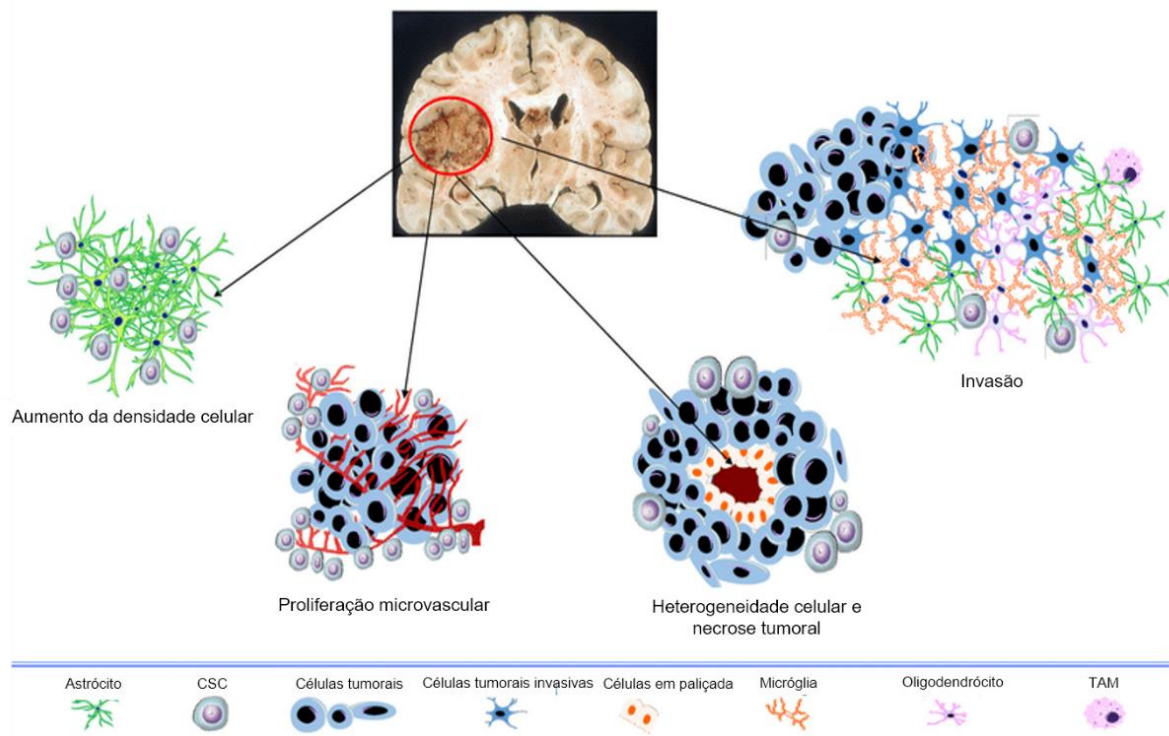 Aumento da densidade celular
Invasão
Proliferação microvascular
Heterogeneidade celular e
necrose tumoral
Astrócito
CSC
Células tumorais
Células tumorais invasivas
Células em paliçada
Micróglia
Oligodendrócito
TAM